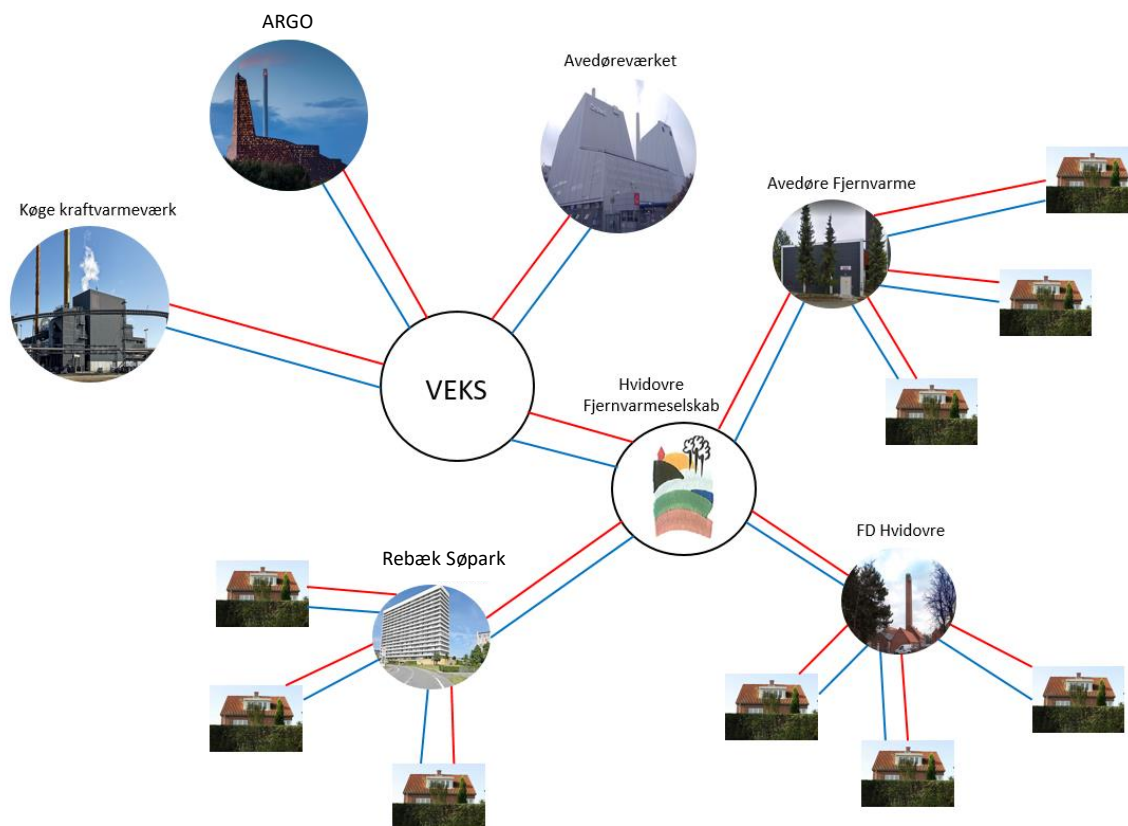 ARGO
Avedøreværket
Avedøre Fjernvarme
Køge kraftvarmeværk
VEKS
Hvidovre
Fjernvarmeselskab
FD Hvidovre
Rebæk Søpark